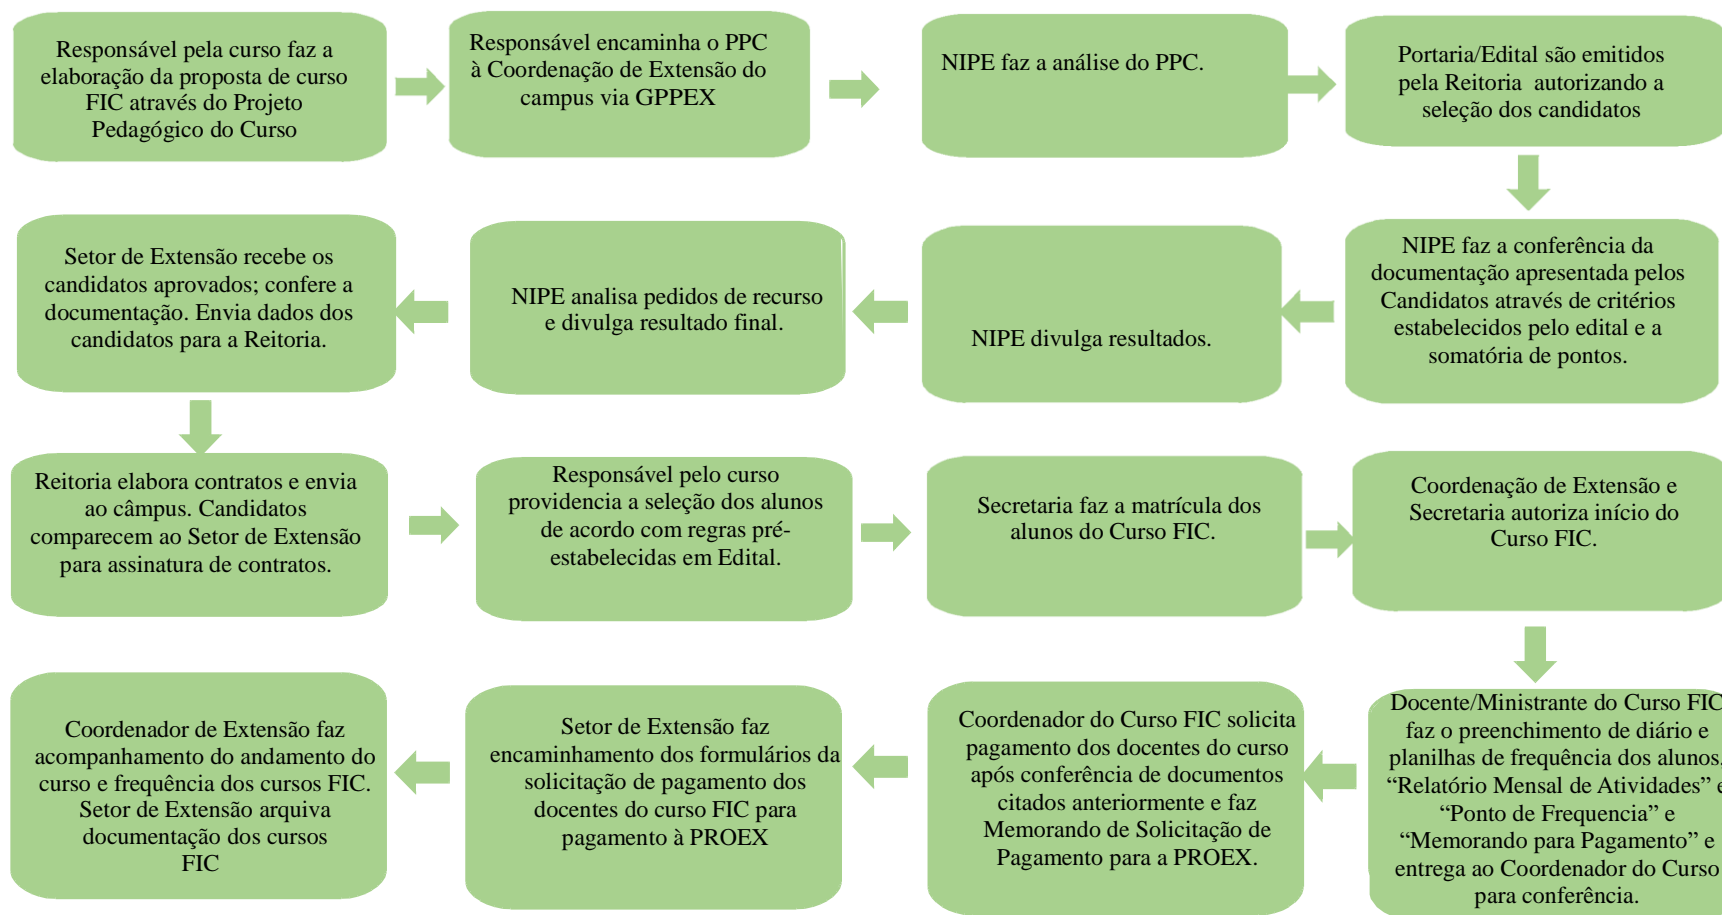 Responsável pela curso faz a
elaboração da proposta de curso
FIC através do Projeto
Pedagógico do Curso
Responsável encaminha o PPC
à Coordenação de Extensão do
campus via GPPEX
NIPE faz a análise do PPC.
Portaria/Edital são emitidos
pela Reitoria autorizando a
seleção dos candidatos
NIPE faz a conferência da
documentação apresentada pelos
Candidatos através de critérios
estabelecidos pelo edital e a
somatória de pontos.
NIPE divulga resultados.
NIPE analisa pedidos de recurso
e divulga resultado final.
Setor de Extensão recebe os
candidatos aprovados; confere a
documentação. Envia dados dos
candidatos para a Reitoria.
Reitoria elabora contratos e envia
ao câmpus. Candidatos
comparecem ao Setor de Extensão
para assinatura de contratos.
Responsável pelo curso
providencia a seleção dos alunos
de acordo com regras pré-
estabelecidas em Edital.
Secretaria faz a matrícula dos
alunos do Curso FIC.
Coordenação de Extensão e
Secretaria autoriza início do
Curso FIC.
Docente/Ministrante do Curso FIC
faz o preenchimento de diário e
planilhas de frequência dos alunos,
“Relatório Mensal de Atividades” e
“Ponto de Frequencia” e
“Memorando para Pagamento” e
entrega ao Coordenador do Curso
para conferência.
Coordenador do Curso FIC solicita
pagamento dos docentes do curso
após conferência de documentos
citados anteriormente e faz
Memorando de Solicitação de
Pagamento para a PROEX.
Setor de Extensão faz
encaminhamento dos formulários da
solicitação de pagamento dos
docentes do curso FIC para
pagamento à PROEX
Coordenador de Extensão faz
acompanhamento do andamento do
curso e frequência dos cursos FIC.
Setor de Extensão arquiva
documentação dos cursos
FIC